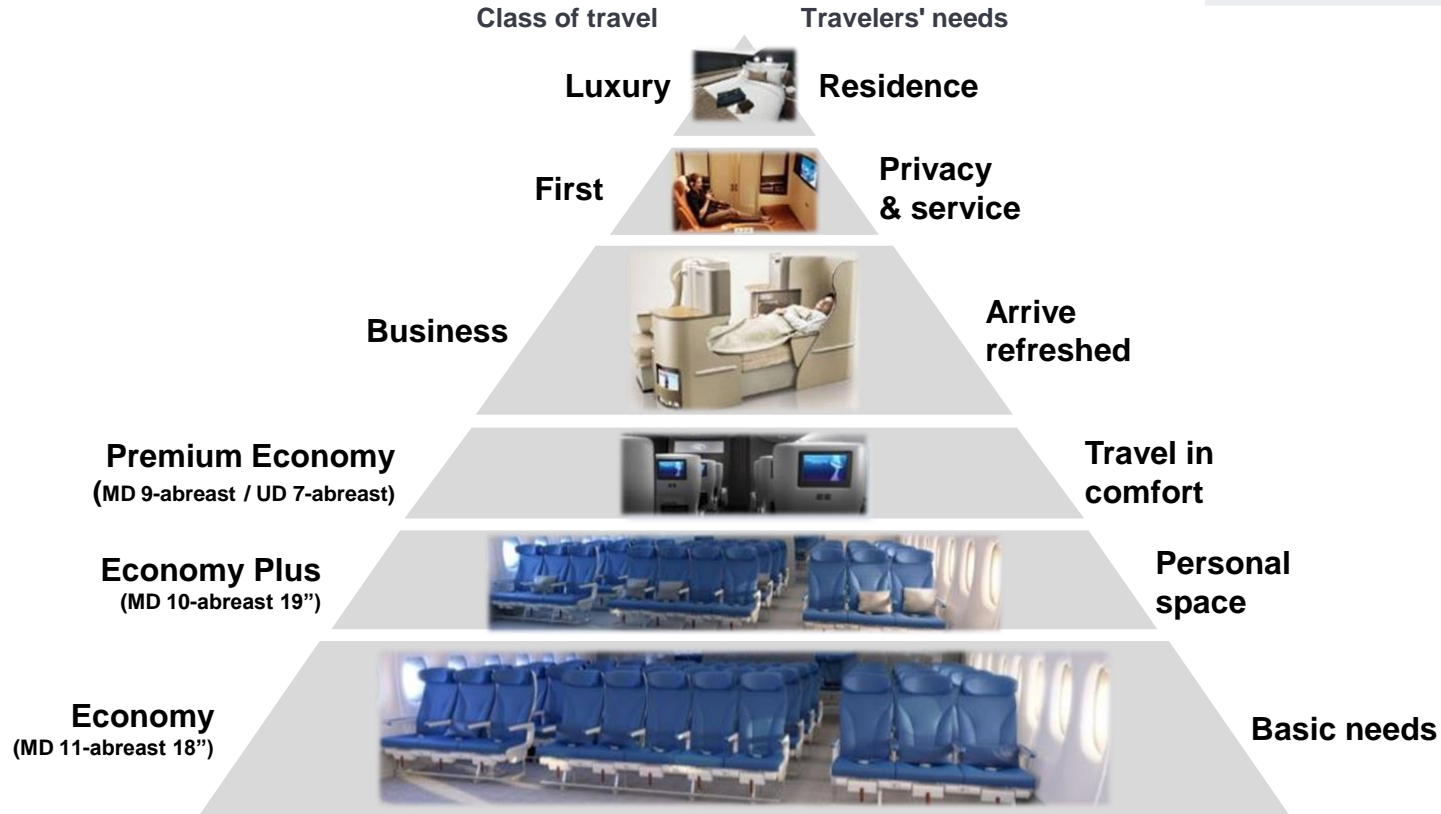 Class of travel
Travelers' needs
Luxury
Residence
First
Privacy
& service
Business
Arrive
refreshed
Premium Economy
(MD 9-abreast / UD 7-abreast)
Travel in
comfort
Economy Plus
(MD 10-abreast 19”)
Personal
space
Economy
(MD 11-abreast 18”)
Basic needs